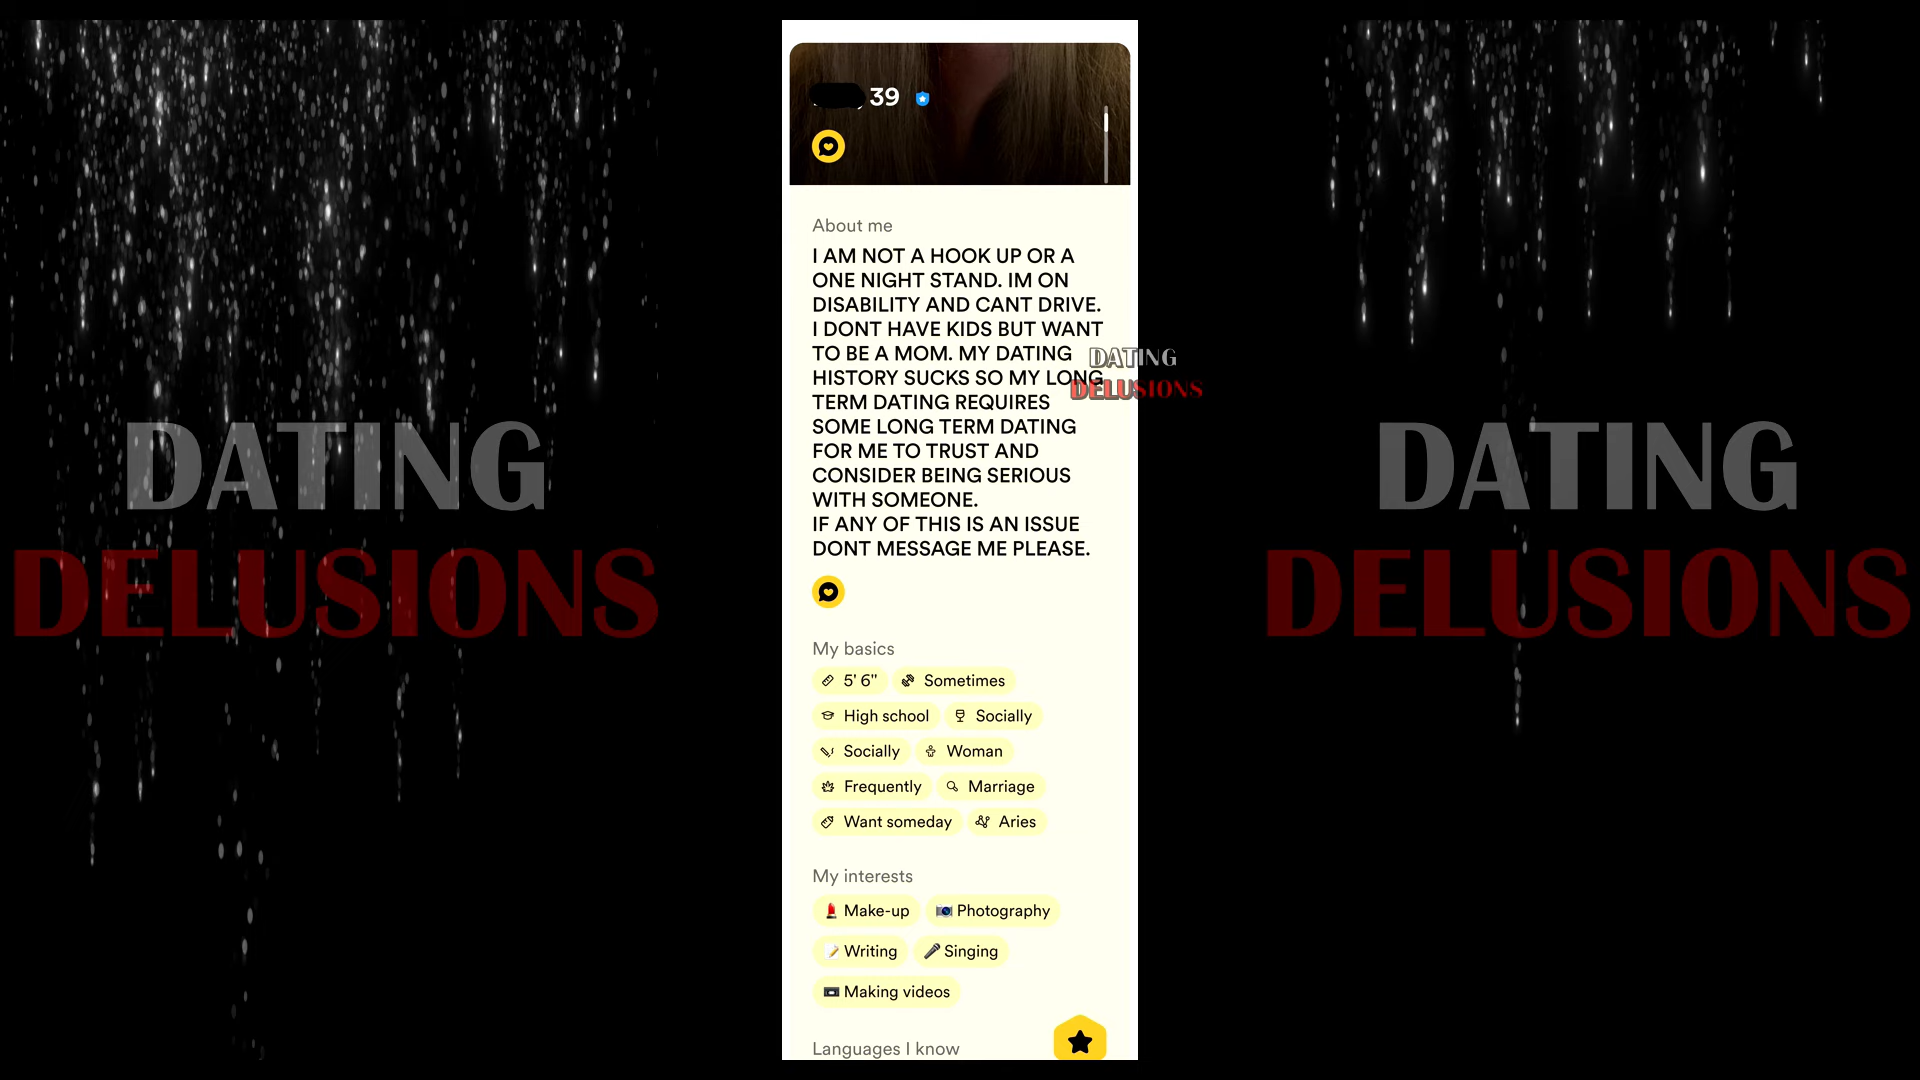 39
About me
I AM NOT A HOOK UP OR A
ONE NIGHT STAND. IM ON
DISABILITY AND CANT DRIVE.
I DONT HAVE KIDS BUT WANT
TO BE A MOM. MY DATING
HISTORY SUCKS SO MY LONG
TERM DATING REQUIRES
SOME LONG TERM DATING
FOR ME TO TRUST AND
CONSIDER BEING SERIOUS
WITH SOMEONE.
IF ANY OF THIS IS AN ISSUE
DONT MESSAGE ME PLEASE.
My basics
5' 6" Sometimes
High school Socially
Socially Woman
Frequently Marriage
Want someday Aries
My interests
Make-up Photography
Writing Singing
Making videos
Languages I know
DATING
DELUSIONS
DATING
DELUSIONS
DATING
DELUSIONS